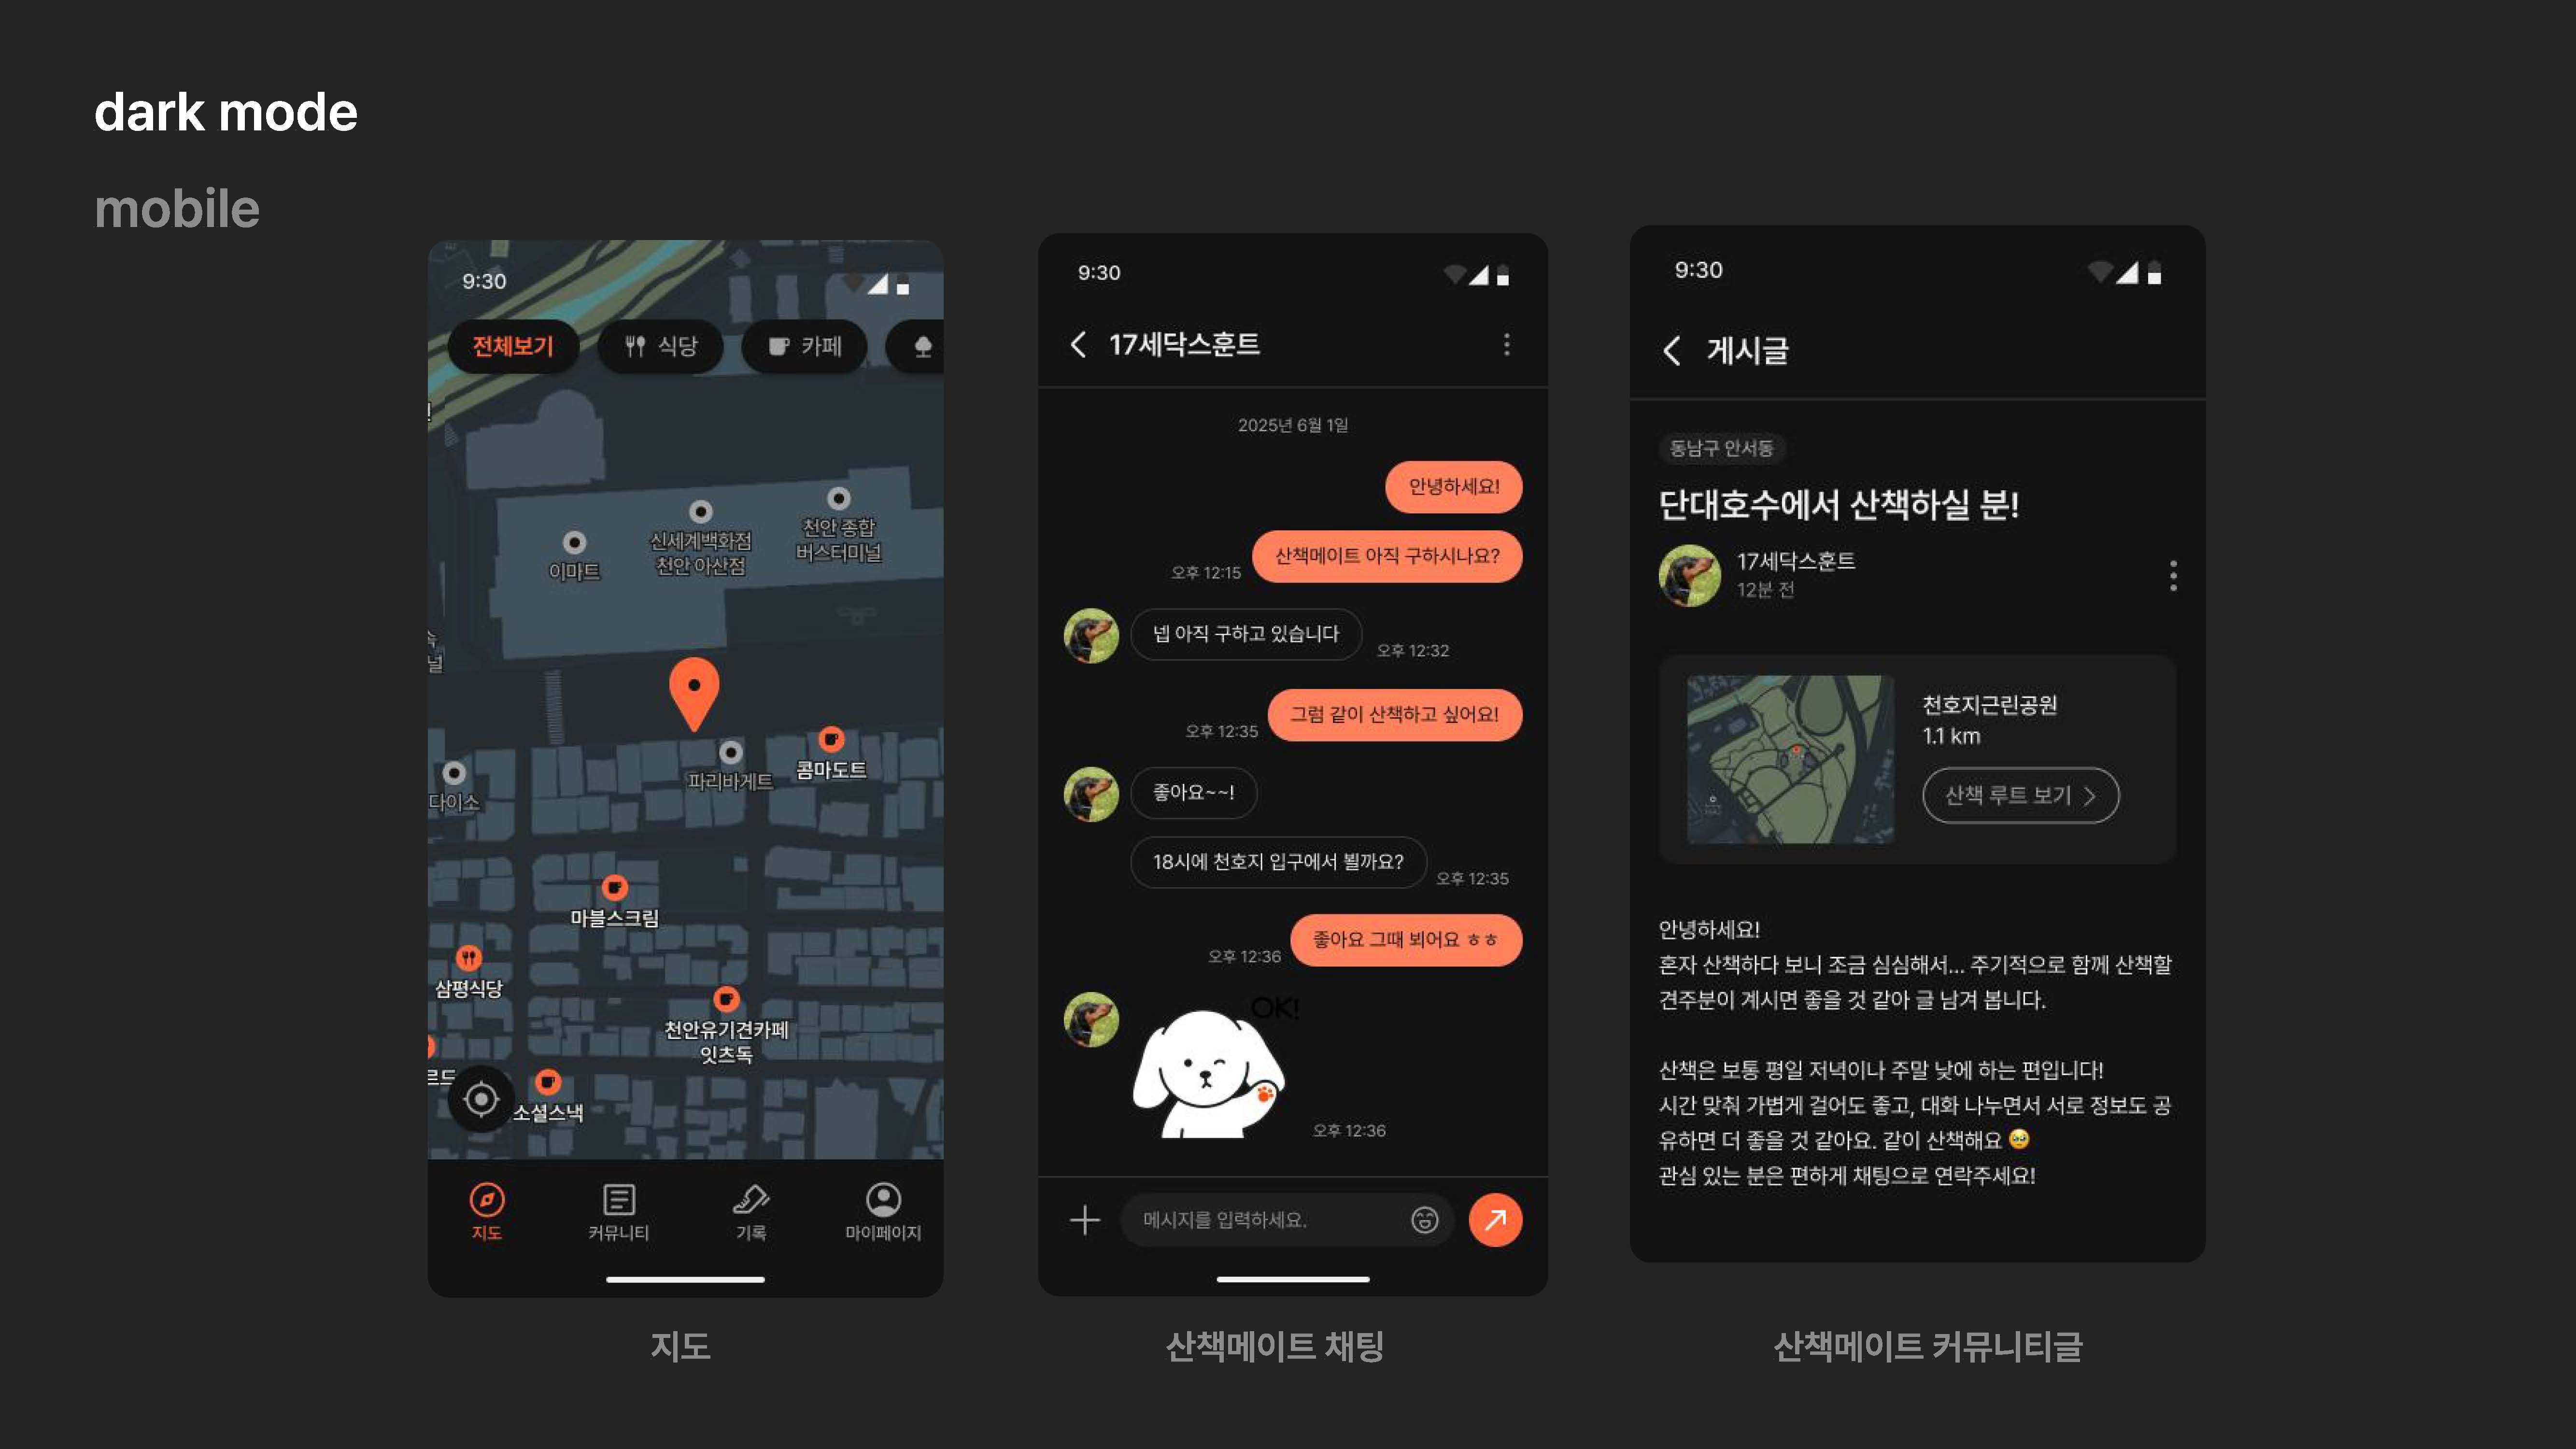 dark mode
mobile
9:30
전체보기
식당
카페
이마트
신세계백화점
천안 아산점
천안 종합
버스터미널
널
파리바게트
콤마도트
다이소
마블스크림
삼평식당
천안유기견카페
잇츠독
르드
소셜스낵
지도
커뮤니티
기록
마이페이지
지도
9:30
17세닥스훈트
2025년 6월 1일
안녕하세요!
산책메이트 아직 구하시나요?
오후 12:15
넵 아직 구하고 있습니다
오후 12:32
그럼 같이 산책하고 싶어요!
오후 12:35
좋아요~~!
18시에 천호지 입구에서 뵐까요?
오후 12:35
좋아요 그때 뵈어요 ㅎㅎ
오후 12:36
OK!
오후 12:36
메시지를 입력하세요.
산책메이트 채팅
9:30
게시글
동남구 안서동
단대호수에서 산책하실 분!
17세닥스훈트
12분 전
천호지근린공원
1.1 km
산책 루트 보기
안녕하세요!
혼자 산책하다 보니 조금 심심해서... 주기적으로 함께 산책할
견주분이 계시면 좋을 것 같아 글 남겨 봅니다.
산책은 보통 평일 저녁이나 주말 낮에 하는 편입니다!
시간 맞춰 가볍게 걸어도 좋고, 대화 나누면서 서로 정보도 공
유하면 더 좋을 것 같아요. 같이 산책해요 🥹
관심 있는 분은 편하게 채팅으로 연락주세요!
산책메이트 커뮤니티글